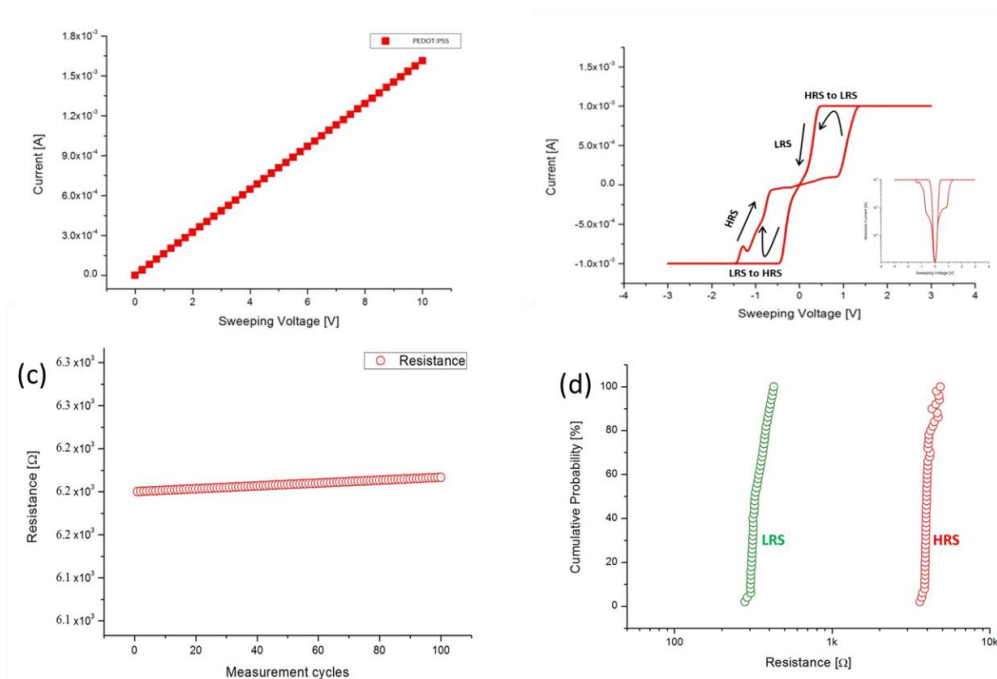 1.8x10⁻³
1.5x10⁻³
1.2x10⁻³
9.0x10⁻⁴
6.0x10⁻⁴
3.0x10⁻⁴
0.0
Current [A]
PEDOT:PSS
0 2 4 6 8 10
Sweeping Voltage [V]
1.5x10⁻³
1.0x10⁻³
5.0x10⁻⁴
0.0
-5.0x10⁻⁴
-1.0x10⁻³
Current [A]
HRS to LRS
LRS
HRS
LRS to HRS
Absolute Current [A]
Sweeping Voltage [V]
-4 -3 -2 -1 0 1 2 3 4
Sweeping Voltage [V]
(c)
6.3 x10³
6.3 x10³
6.2 x10³
6.2 x10³
6.2 x10³
6.1 x10³
6.1 x10³
Resistance [Ω]
Resistance
0 20 40 60 80 100
Measurement cycles
(d)
100
80
60
40
20
0
Cumulative Probability [%]
LRS
HRS
100 1k 10k
Resistance [Ω]